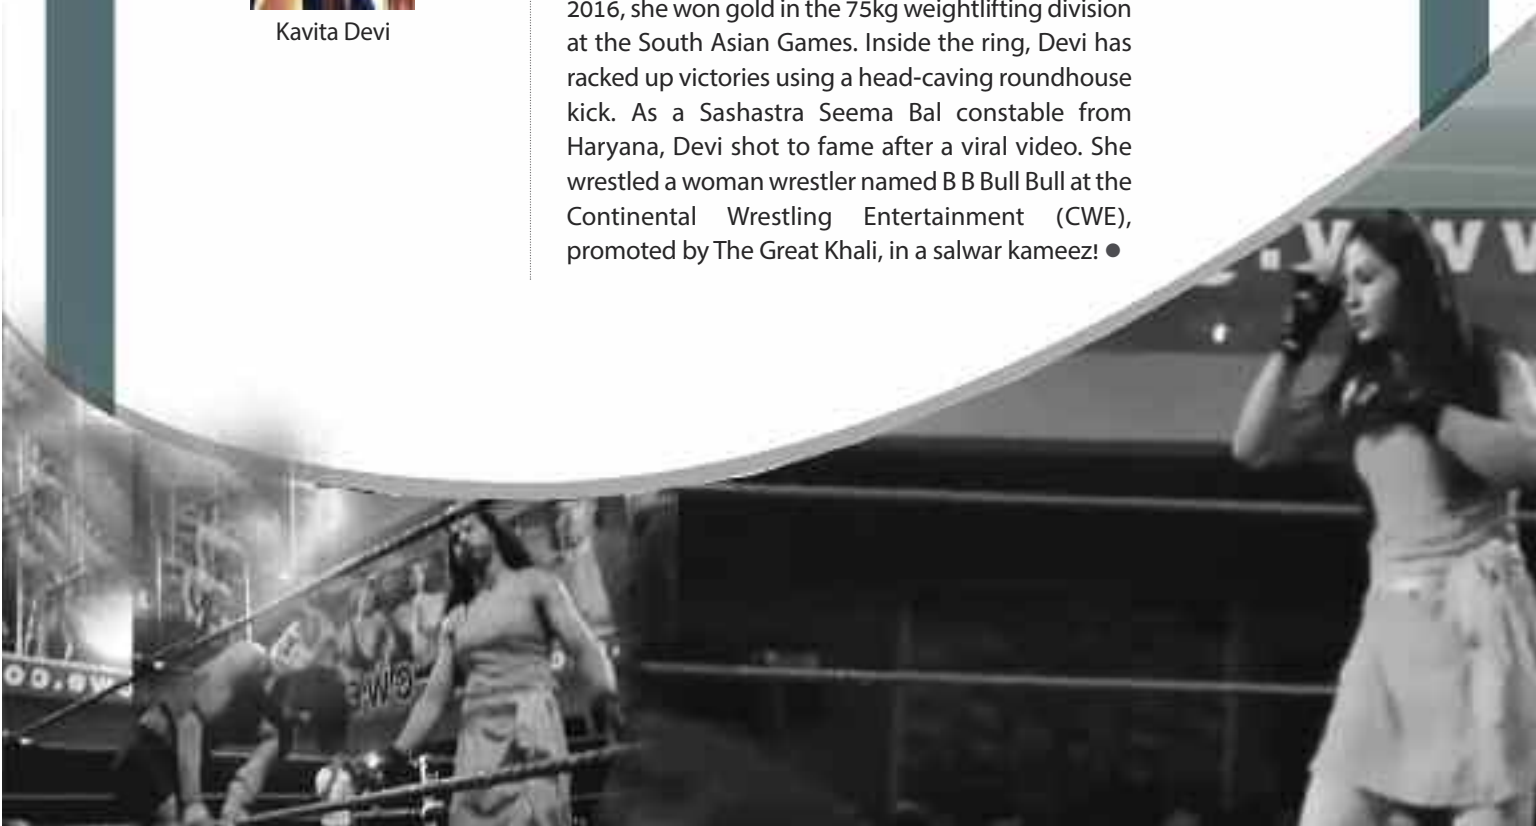 Kavita Devi
2016, she won gold in the 75kg weightlifting division
at the South Asian Games. Inside the ring, Devi has
racked up victories using a head-caving roundhouse
kick. As a Sashastra Seema Bal constable from
Haryana, Devi shot to fame after a viral video. She
wrestled a woman wrestler named B B Bull Bull at the
Continental Wrestling Entertainment (CWE),
promoted by The Great Khali, in a salwar kameez! ●